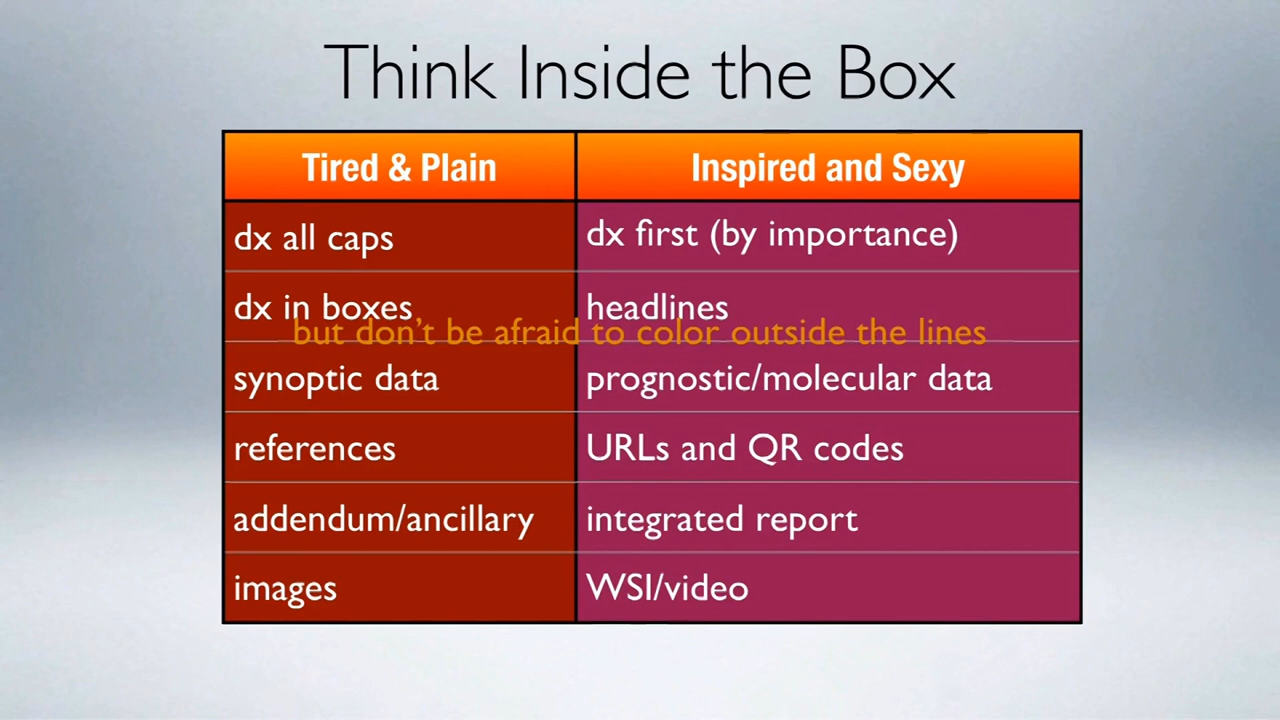 Think Inside the Box
Tired & Plain
Inspired and Sexy
dx all caps
dx first (by importance)
dx in boxes
headlines
but don't be afraid to color outside the lines
synoptic data
prognostic/molecular data
references
URLs and QR codes
addendum/ancillary
integrated report
images
WSI/video